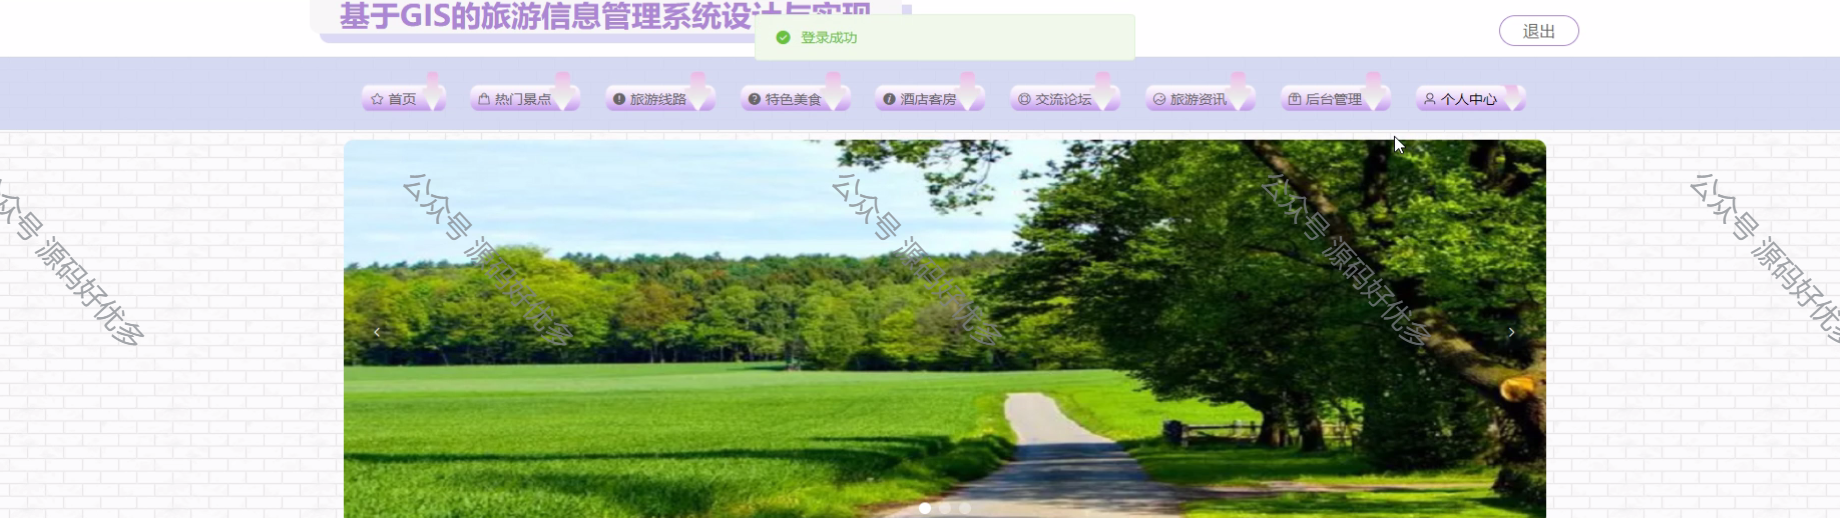 基于GIS的旅游信息管理系统设计与实现
登录成功
退出
首页 热门景点 旅游线路 特色美食 酒店客房 交流论坛 旅游资讯 后台管理 个人中心
公众号 源码好优多
公众号 源码好优多
公众号 源码好优多
公众号 源码好优多
公众号 源码好优多